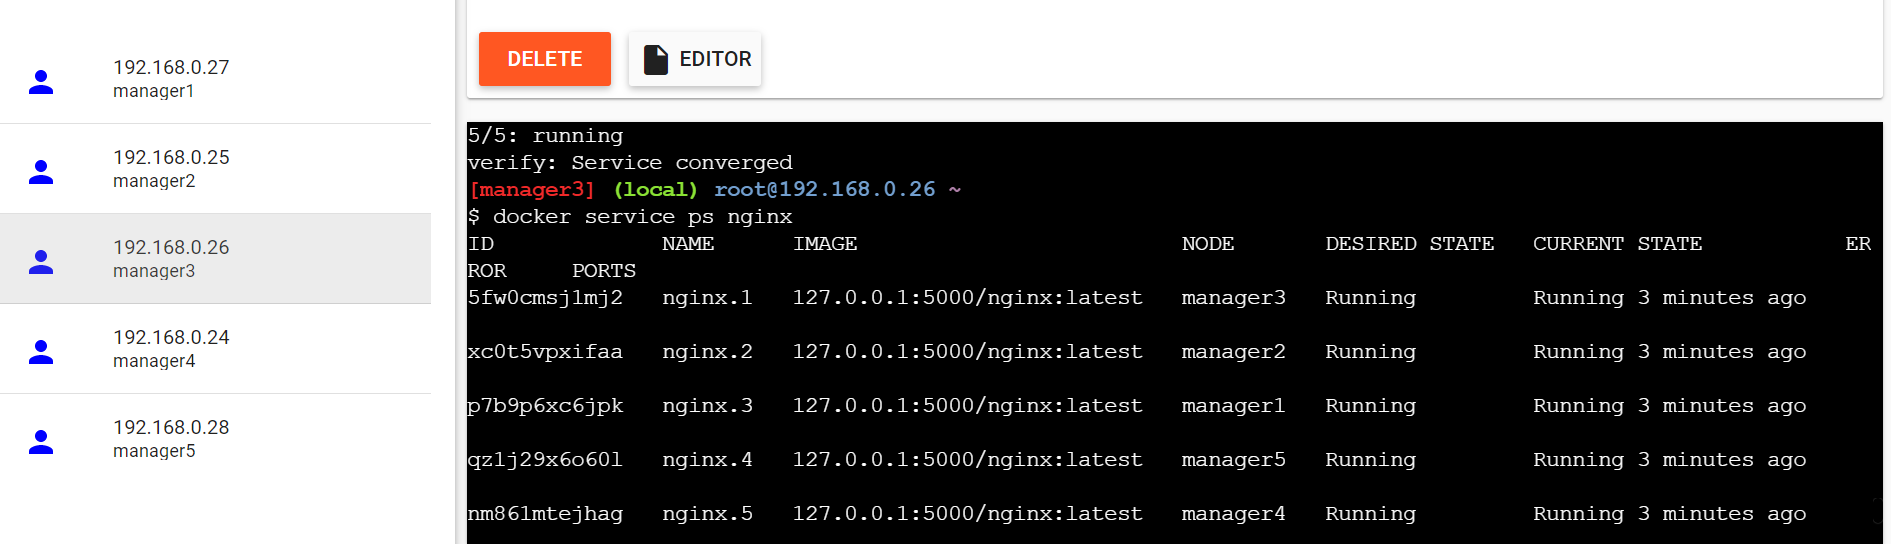 192.168.0.27
manager1
192.168.0.25
manager2
192.168.0.26
manager3
192.168.0.24
manager4
192.168.0.28
manager5
DELETE EDITOR
5/5: running
verify: Service converged
[manager3] (local) root@192.168.0.26 ~
$ docker service ps nginx
ID NAME IMAGE NODE DESIRED STATE CURRENT STATE ER
ROR PORTS
5fw0cmsj1mj2 nginx.1 127.0.0.1:5000/nginx:latest manager3 Running Running 3 minutes ago
xc0t5vpxifaa nginx.2 127.0.0.1:5000/nginx:latest manager2 Running Running 3 minutes ago
p7b9p6xc6jpk nginx.3 127.0.0.1:5000/nginx:latest manager1 Running Running 3 minutes ago
qz1j29x6o60l nginx.4 127.0.0.1:5000/nginx:latest manager5 Running Running 3 minutes ago
nm861mtejhag nginx.5 127.0.0.1:5000/nginx:latest manager4 Running Running 3 minutes ago